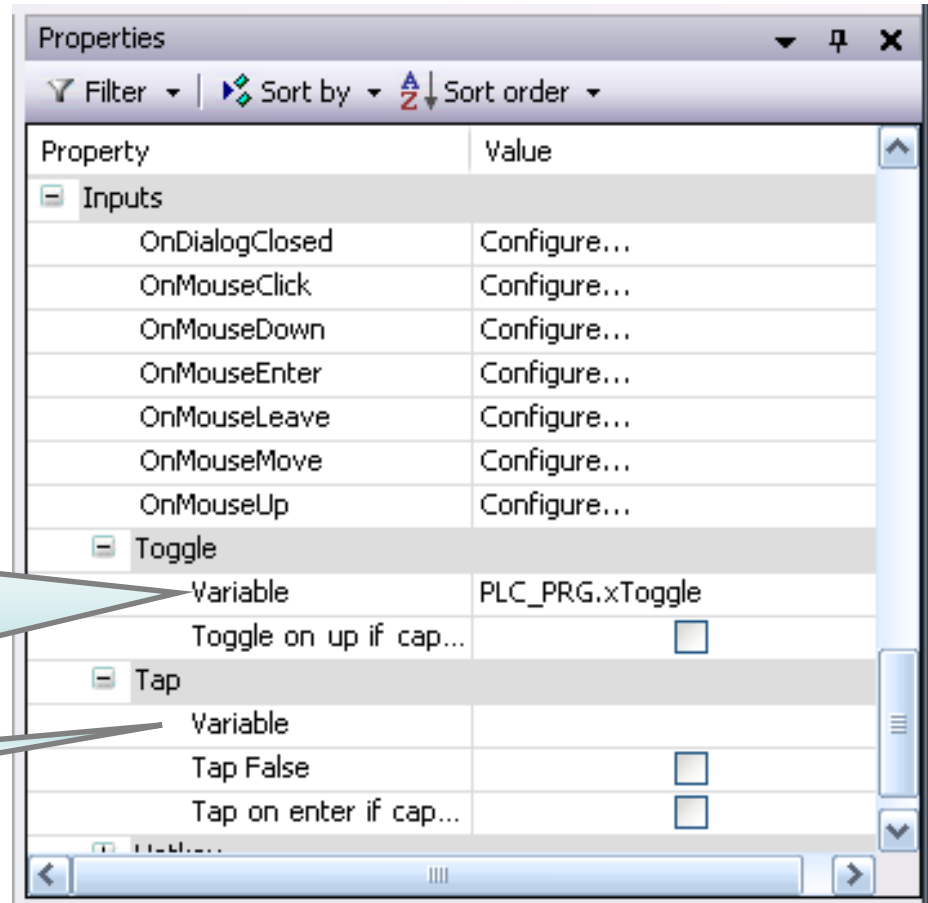 Properties
Filter Sort by A Z Sort order
Property Value
Inputs
OnDialogClosed Configure...
OnMouseClick Configure...
OnMouseDown Configure...
OnMouseEnter Configure...
OnMouseLeave Configure...
OnMouseMove Configure...
OnMouseUp Configure...
Toggle
Variable PLC_PRG.xToggle
Toggle on up if cap...
Tap
Variable
Tap False
Tap on enter if cap...